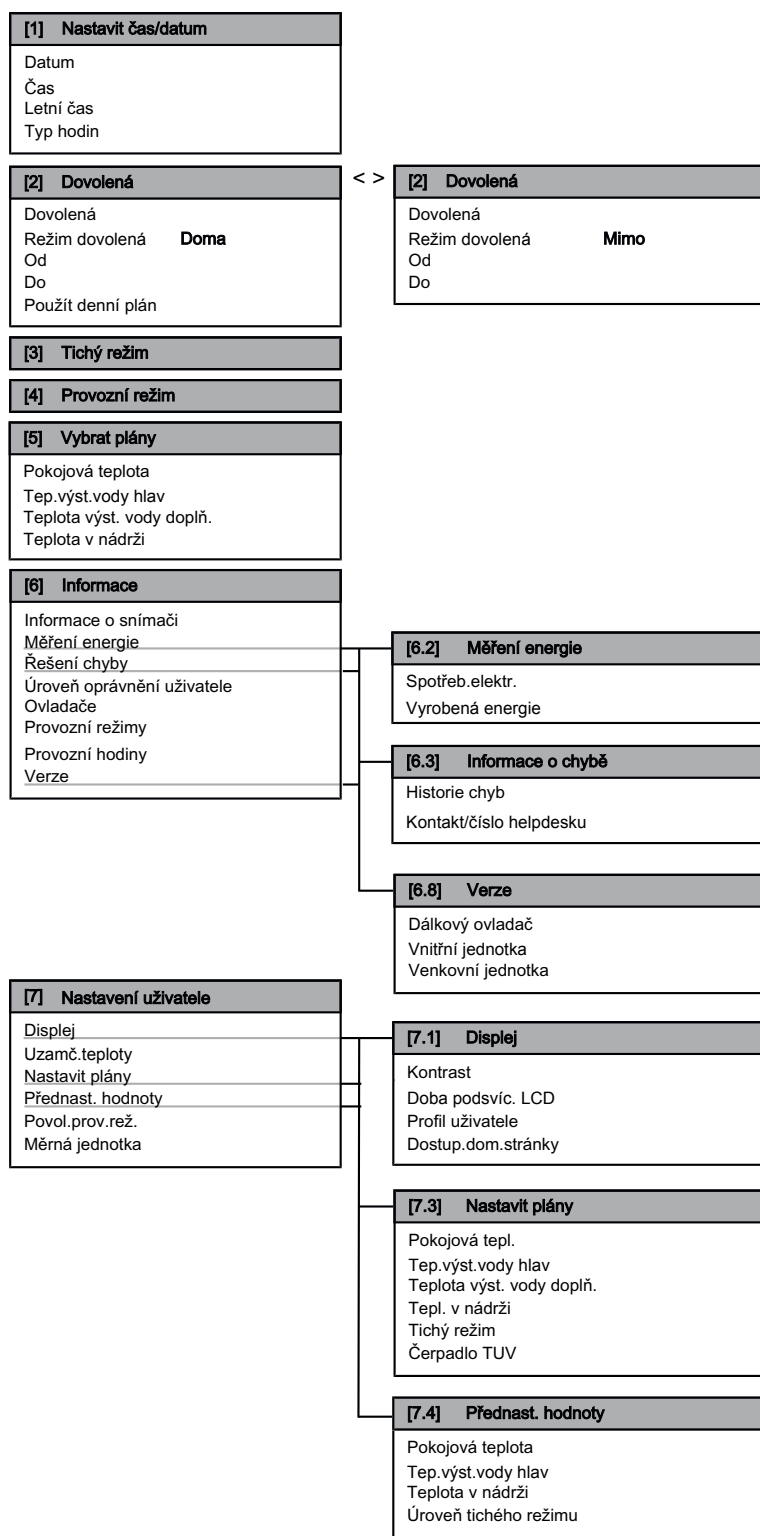 [1] Nastavit čas/datum
Datum
Čas
Letní čas
Typ hodin
[2] Dovolená
Dovolená
Režim dovolená Doma
Od
Do
Použít denní plán
< >
[2] Dovolená
Dovolená
Režim dovolená Mimo
Od
Do
[3] Tichý režim
[4] Provozní režim
[5] Vybrat plány
Pokojová teplota
Tep.výst.vody hlav
Teplota výst. vody doplň.
Teplota v nádrži
[6] Informace
Informace o snímači
Měření energie
Řešení chyby
Úroveň oprávnění uživatele
Ovladače
Provozní režimy
Provozní hodiny
Verze
[6.2] Měření energie
Spotřeb.elektr.
Vyrobená energie
[6.3] Informace o chybě
Historie chyb
Kontakt/číslo helpdesku
[6.8] Verze
Dálkový ovladač
Vnitřní jednotka
Venkovní jednotka
[7] Nastavení uživatele
Displej
Uzamč.teploty
Nastavit plány
Přednast. hodnoty
Povol.prov.rež.
Měrná jednotka
[7.1] Displej
Kontrast
Doba podsvíc. LCD
Profil uživatele
Dostup.dom.stránky
[7.3] Nastavit plány
Pokojová tepl.
Tep.výst.vody hlav
Teplota výst. vody doplň.
Tepl. v nádrži
Tichý režim
Čerpadlo TUV
[7.4] Přednast. hodnoty
Pokojová teplota
Tep.výst.vody hlav
Teplota v nádrži
Úroveň tichého režimu